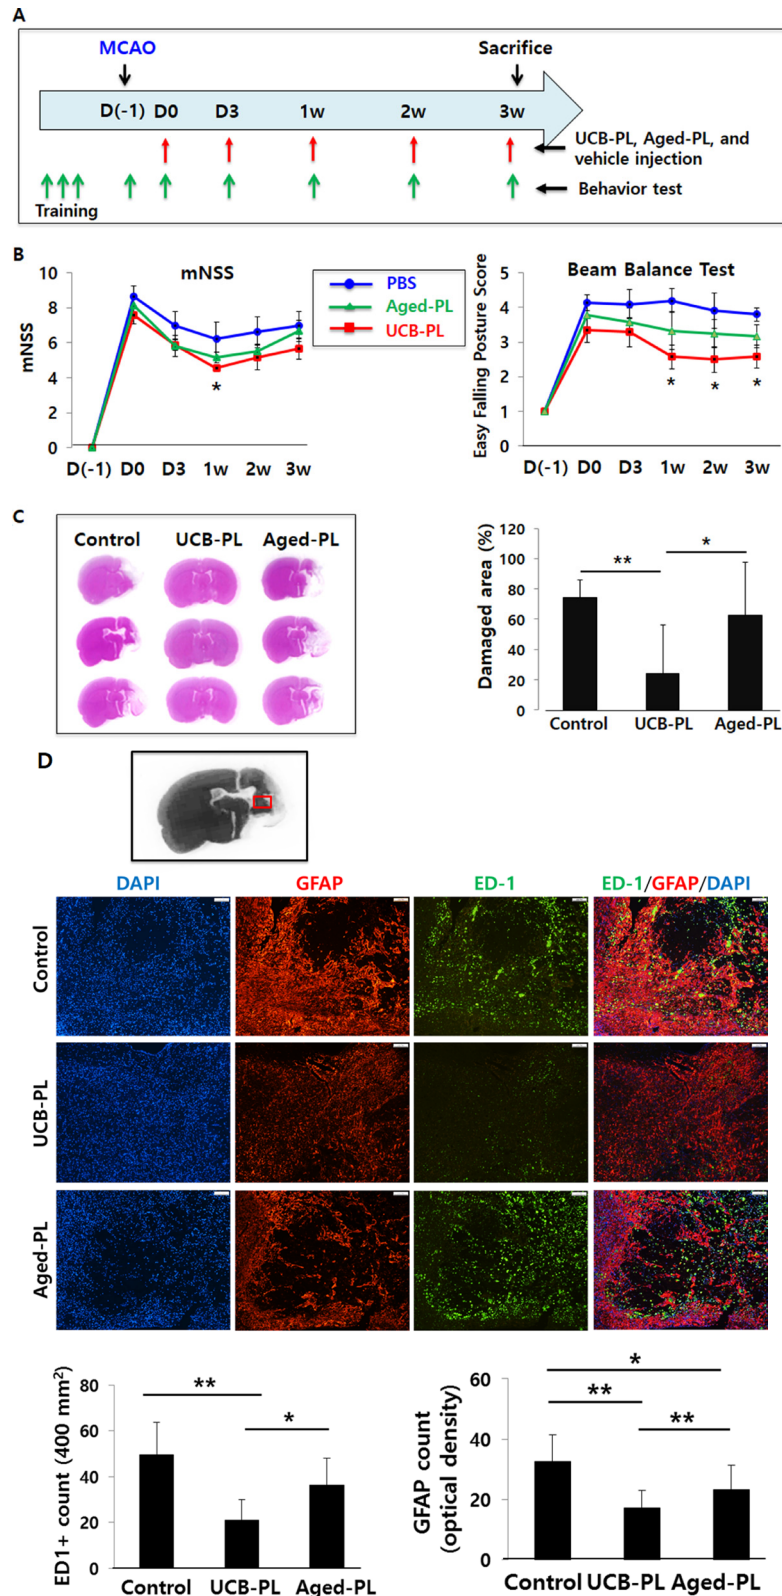 A
MCAO
Sacrifice
D(-1) D0 D3 1w 2w 3w
UCB-PL, Aged-PL, and
vehicle injection
Training
Behavior test
B
mNSS
mNSS
10
8
6
4
2
0
D(-1) D0 D3 1w 2w 3w
*
PBS
Aged-PL
UCB-PL
Beam Balance Test
Easy Falling Posture Score
5
4
3
2
1
0
D(-1) D0 D3 1w 2w 3w
* * *
C
Control UCB-PL Aged-PL
Damaged area (%)
120
100
80
60
40
20
0
** *
Control UCB-PL Aged-PL
D
DAPI GFAP ED-1 ED-1/GFAP/DAPI
Control
UCB-PL
Aged-PL
ED1+ count (400 mm²)
80
60
40
20
0
** *
Control UCB-PL Aged-PL
GFAP count
(optical density)
60
40
20
0
*
** **
Control UCB-PL Aged-PL